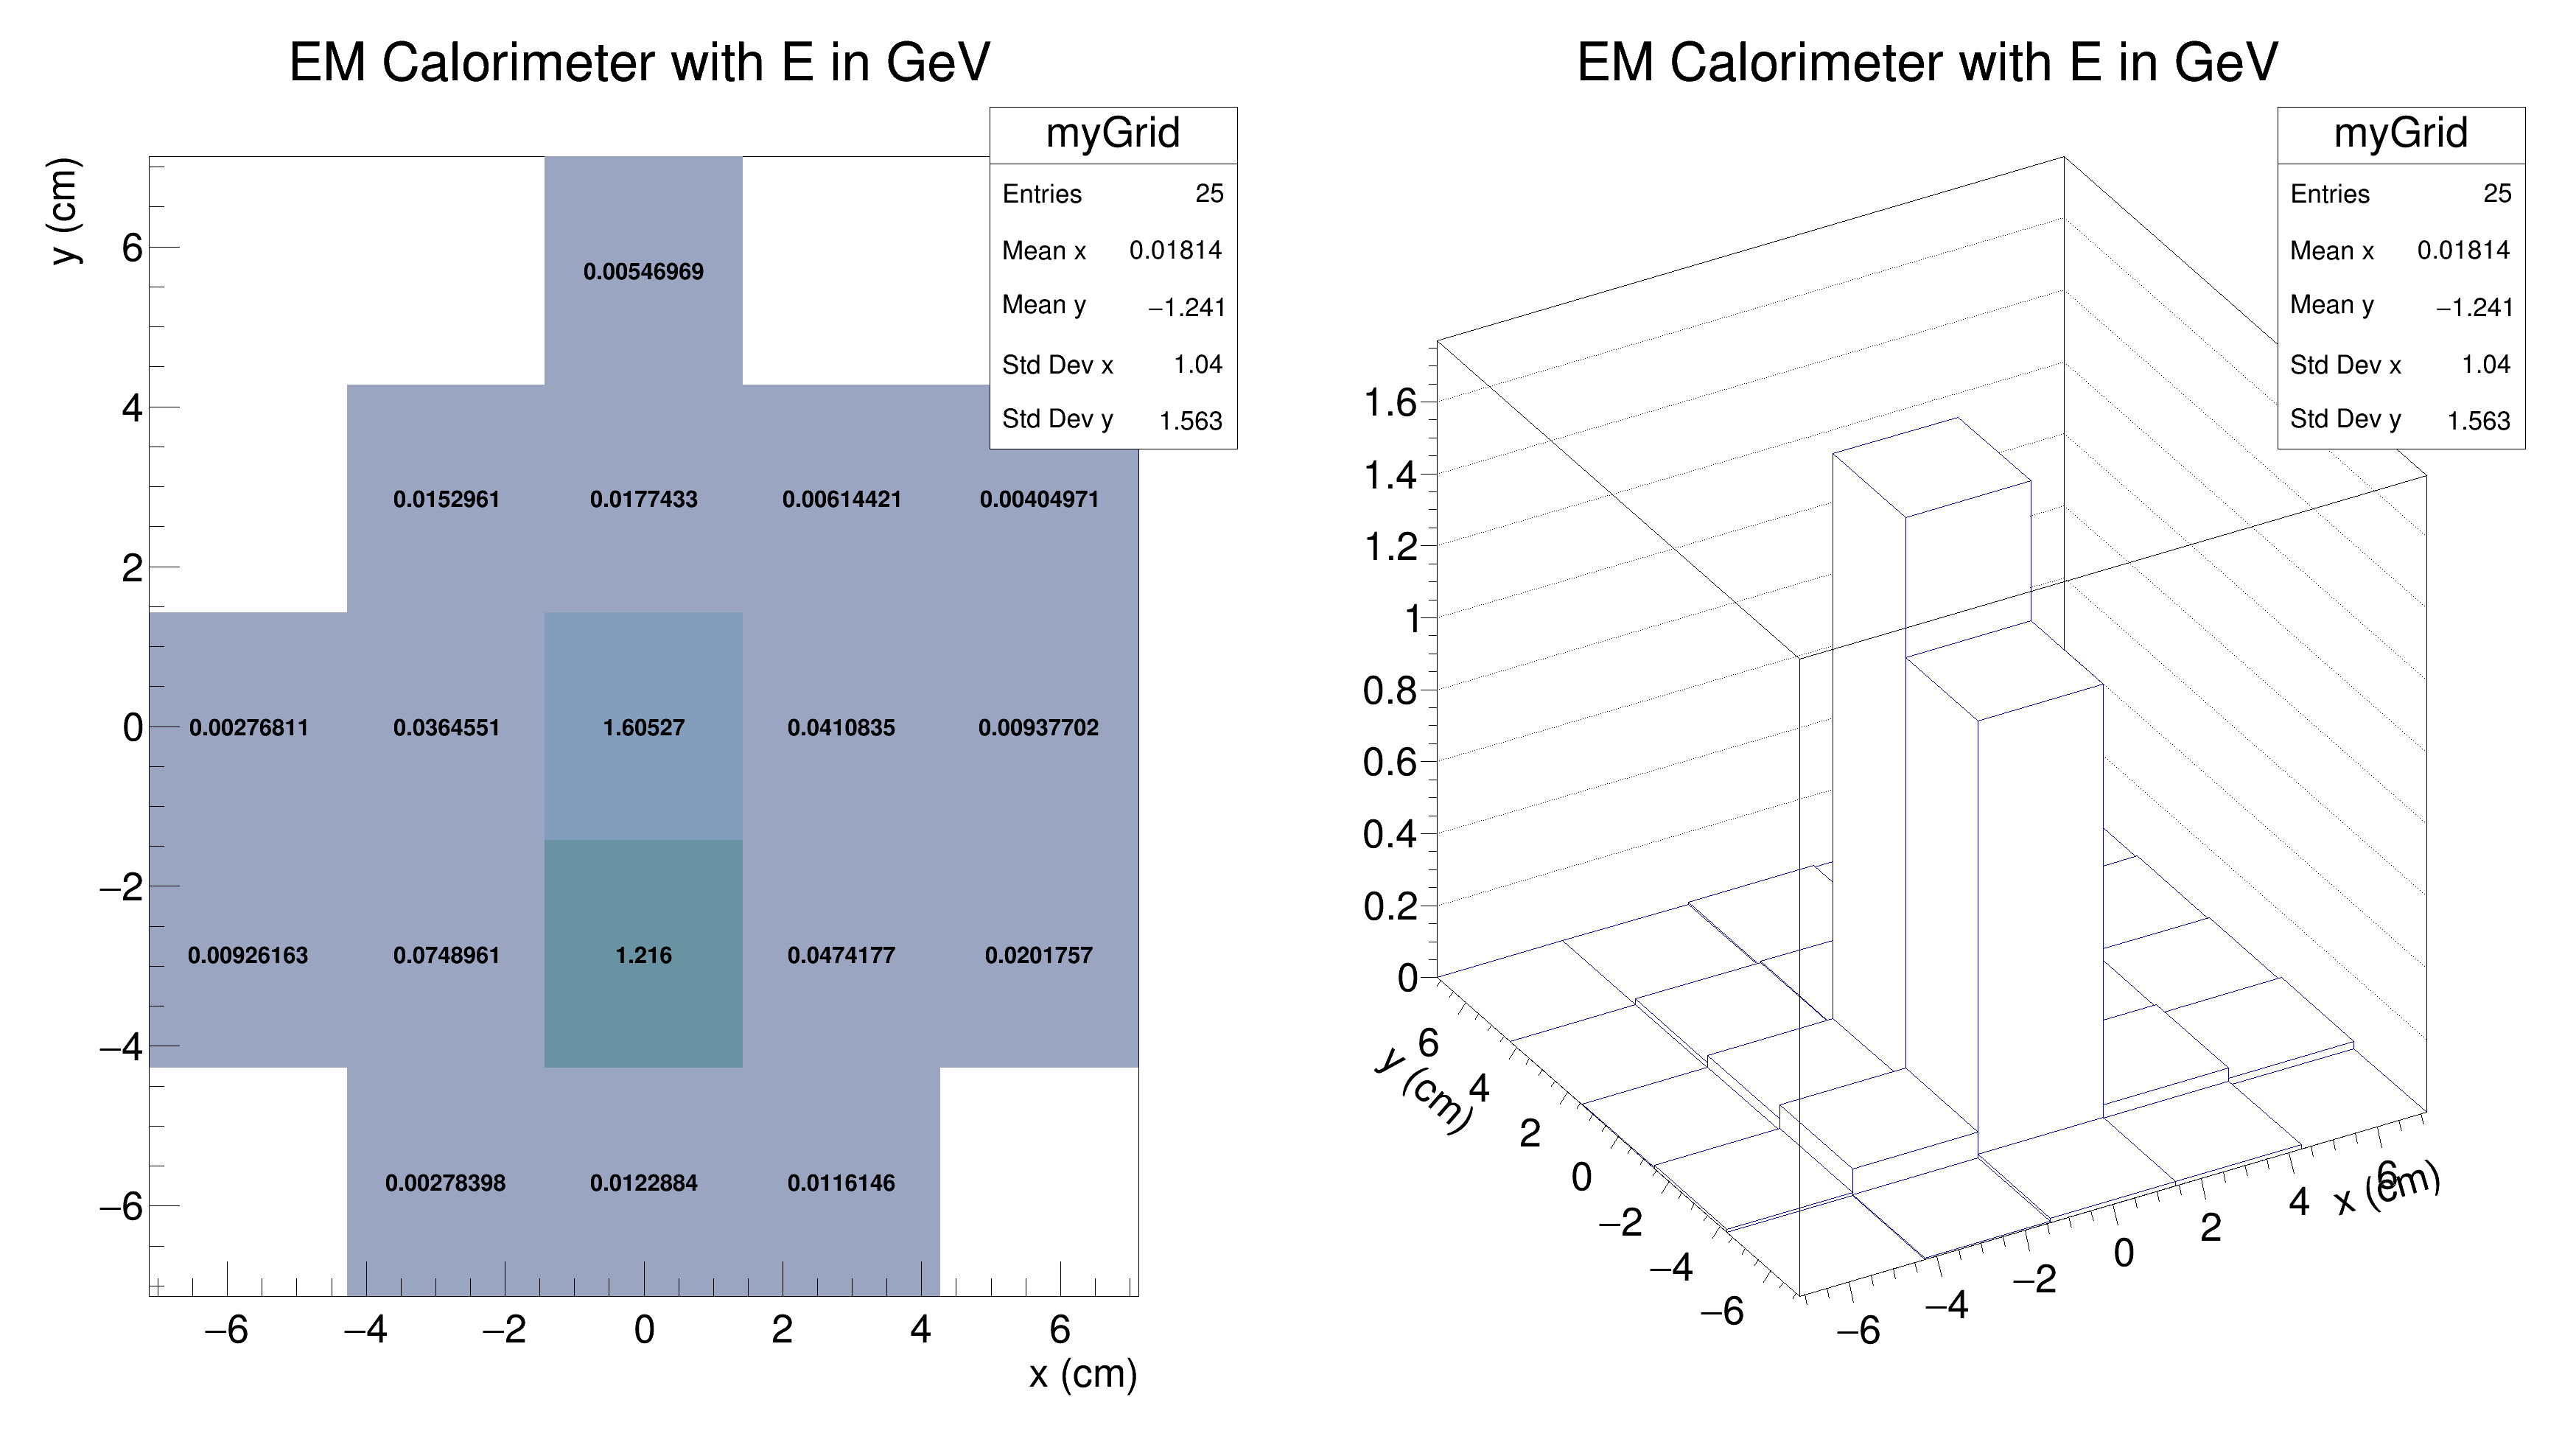 EM Calorimeter with E in GeV
myGrid
Entries 25
Mean x 0.01814
Mean y −1.241
Std Dev x 1.04
Std Dev y 1.563
y (cm)
6
4
2
0
−2
−4
−6
0.00546969
0.0152961 0.0177433 0.00614421 0.00404971
0.00276811 0.0364551 1.60527 0.0410835 0.00937702
0.00926163 0.0748961 1.216 0.0474177 0.0201757
0.00278398 0.0122884 0.0116146
−6 −4 −2 0 2 4 6
x (cm)
EM Calorimeter with E in GeV
myGrid
Entries 25
Mean x 0.01814
Mean y −1.241
Std Dev x 1.04
Std Dev y 1.563
1.6
1.4
1.2
1
0.8
0.6
0.4
0.2
0
y (cm)
6
4
2
0
−2
−4
−6
−6 −4 −2 0 2 4 6
x (cm)